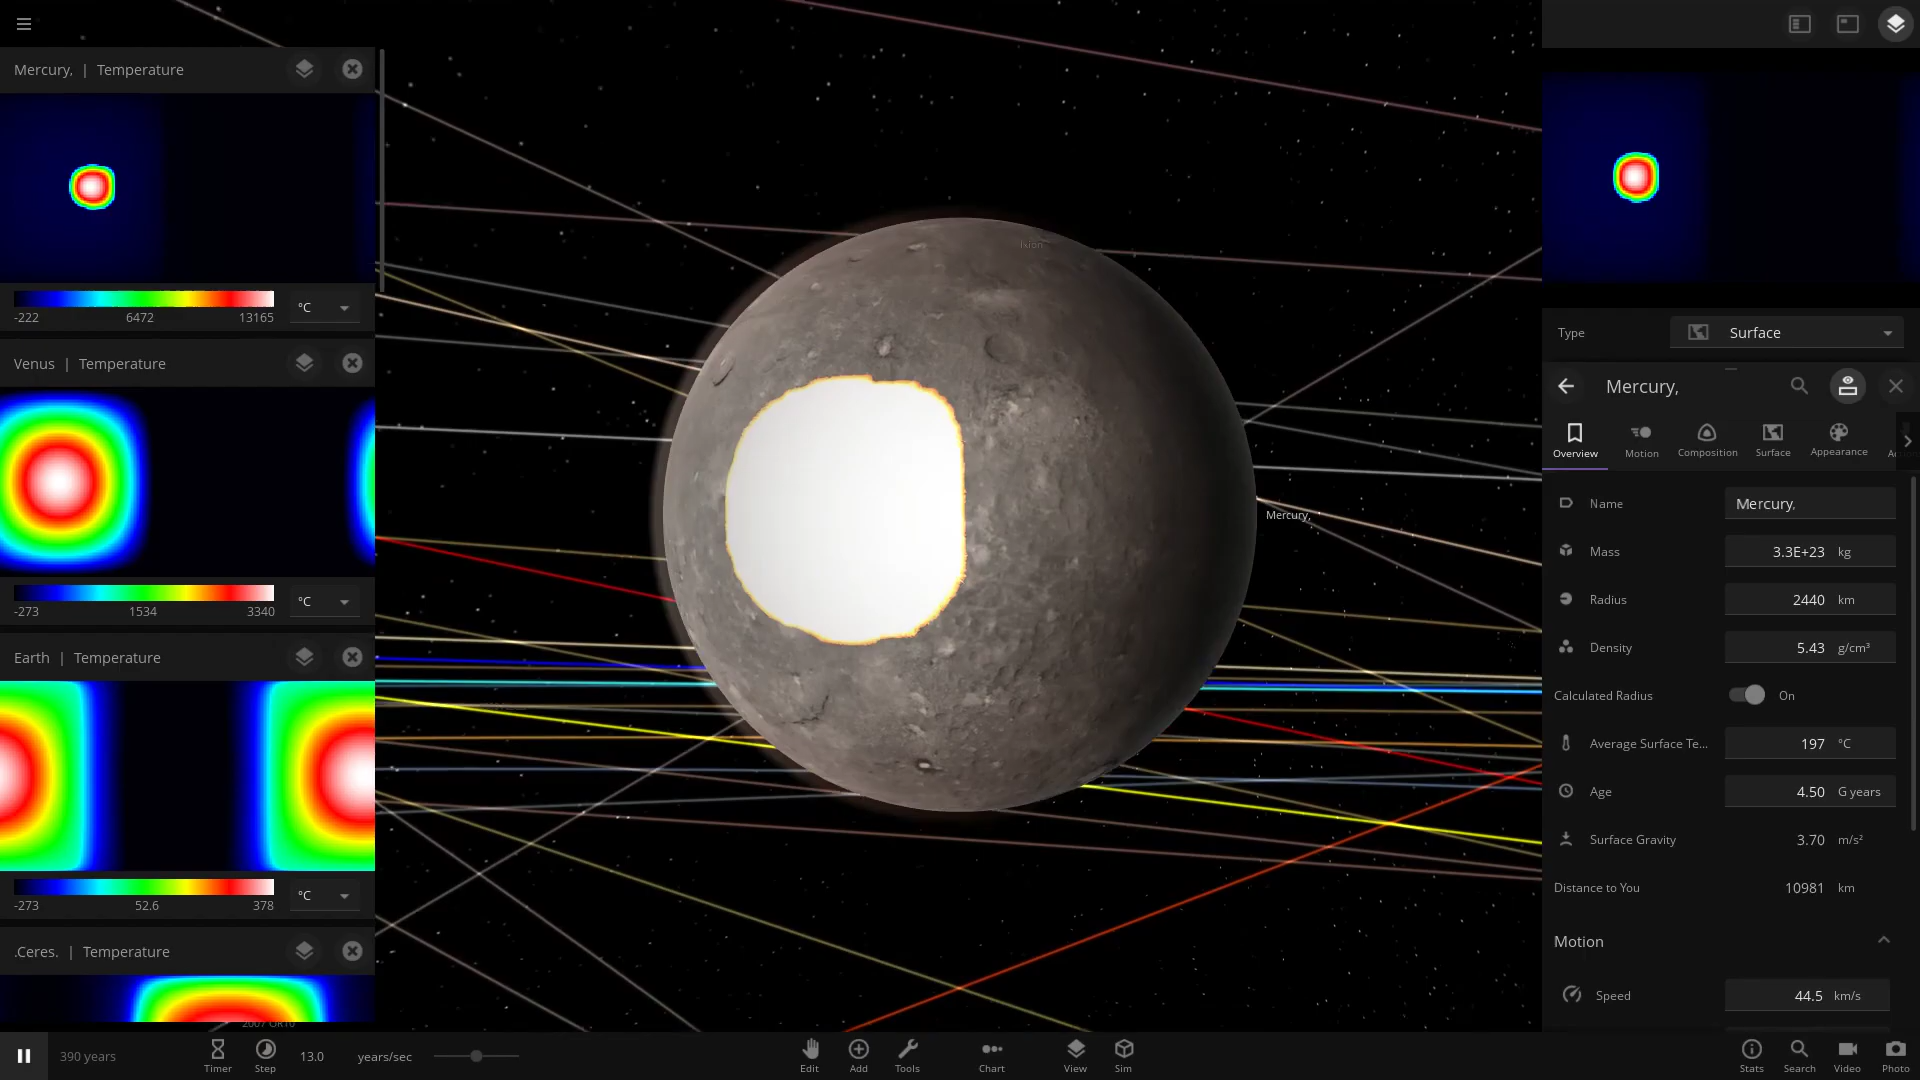 Mercury, | Temperature
-222 6472 13165 °C
Venus | Temperature
-273 1534 3340 °C
Earth | Temperature
-273 52.6 378 °C
.Ceres. | Temperature
2007 OR10
Ixion
Mercury,
Type Surface
Mercury,
Overview Motion Composition Surface Appearance
Name Mercury,
Mass 3.3E+23 kg
Radius 2440 km
Density 5.43 g/cm³
Calculated Radius On
Average Surface Te... 197 °C
Age 4.50 G years
Surface Gravity 3.70 m/s²
Distance to You 10981 km
Motion
Speed 44.5 km/s
390 years Timer Step 13.0 years/sec Edit Add Tools Chart View Sim Stats Search Video Photo